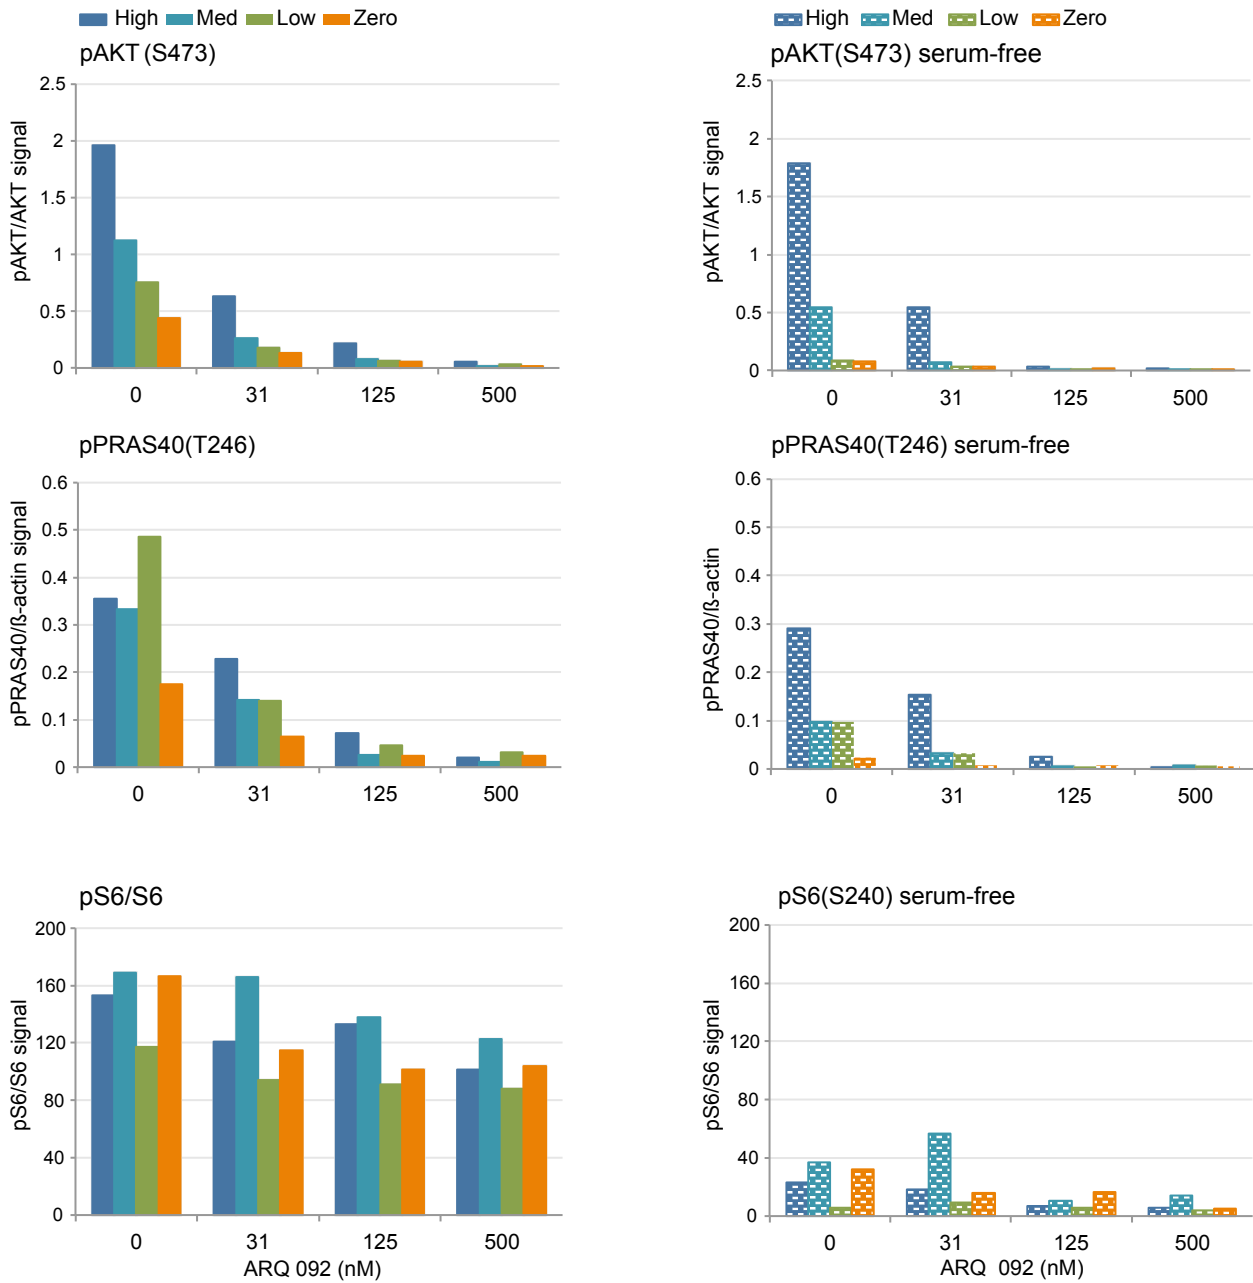 High Med Low Zero
pAKT (S473)
2.5
2
1.5
1
0.5
0
pAKT/AKT signal
0 31 125 500
High Med Low Zero
pAKT(S473) serum-free
2.5
2
1.5
1
0.5
0
pAKT/AKT signal
0 31 125 500
pPRAS40(T246)
0.6
0.5
0.4
0.3
0.2
0.1
0
pPRAS40/ß-actin signal
0 31 125 500
pPRAS40(T246) serum-free
0.6
0.5
0.4
0.3
0.2
0.1
0
pPRAS40/ß-actin
0 31 125 500
pS6/S6
200
160
120
80
40
0
pS6/S6 signal
0 31 125 500
ARQ 092 (nM)
pS6(S240) serum-free
200
160
120
80
40
0
pS6/S6 signal
0 31 125 500
ARQ 092 (nM)